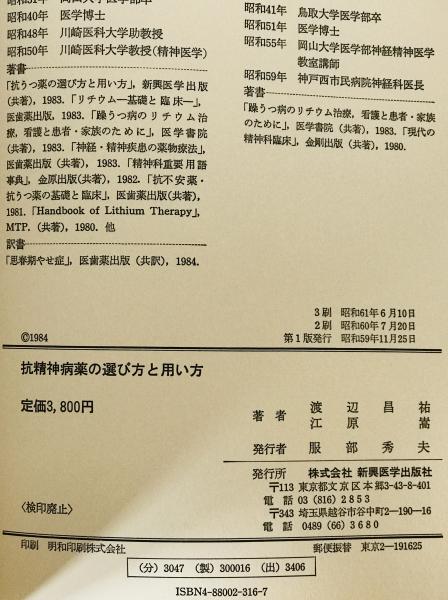 昭和40年 医学博士
昭和48年 川崎医科大学助教授
昭和50年 川崎医科大学教授(精神医学)
著書
「抗うつ薬の選び方と用い方」，新興医学出版
(共著)，1983.「リチウム—基礎と臨床—」，
医歯薬出版，1983.「躁うつ病のリチウム治
療，看護と患者・家族のために」，医学書院
(共著)，1983.「神経・精神疾患の薬物療法」，
医歯薬出版(共著)，1983.「精神科重要用語
事典」，金原出版(共著)，1982.「抗不安薬・
抗うつ薬の基礎と臨床」，医歯薬出版(共著)，
1981.「Handbook of Lithium Therapy」，
MTP.(共著)，1980. 他
訳書
「思春期やせ症」，医歯薬出版(共訳)，1984.
昭和41年 鳥取大学医学部卒
昭和51年 医学博士
昭和55年 岡山大学医学部神経精神医学
教室講師
昭和59年 神戸西市民病院神経科医長
著書
「躁うつ病のリチウム治療，看護と患者・家族
のために」，医学書院(共著)，1983.「現代の
精神科臨床」，金剛出版(共著)，1980.
3刷 昭和61年6月10日
2刷 昭和60年7月20日
©1984 第1版発行 昭和59年11月25日
抗精神病薬の選び方と用い方
定価3,800円
著者 渡辺昌祐
江原嵩
発行者 服部秀夫
発行所 株式会社 新興医学出版社
〒113 東京都文京区本郷3-43-8-401
電話 03(816)2853
〈検印廃止〉 〒343 埼玉県越谷市谷中町2—190—16
電話 0489(66)3680
印刷 明和印刷株式会社 郵便振替 東京2—191625
(分)3047 (製)300016 (出)3406
ISBN4-88002-316-7